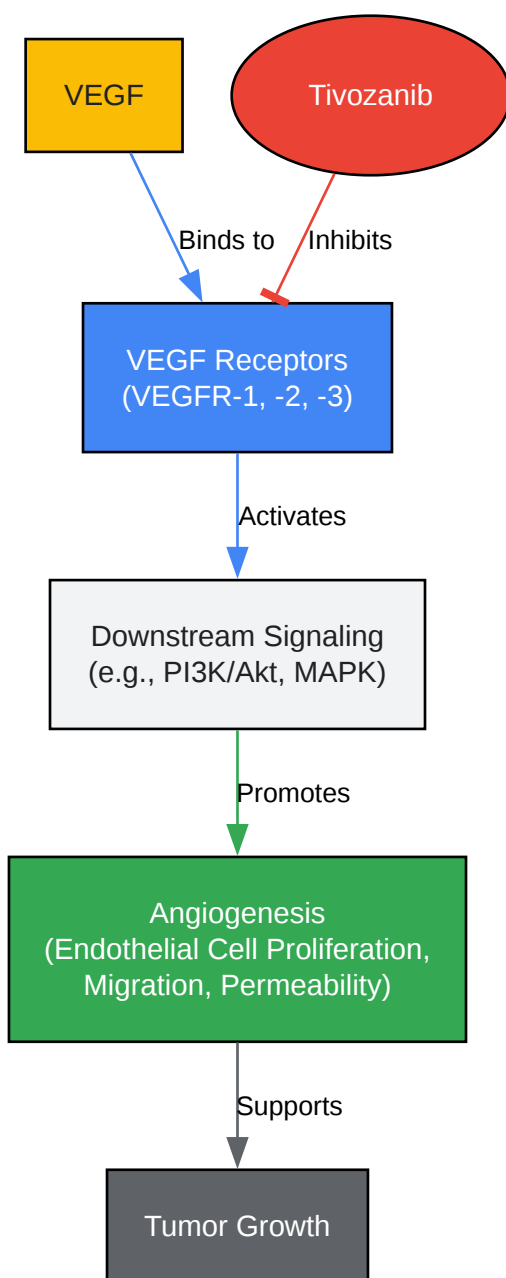 VEGF
Tivozanib
Binds to
Inhibits
VEGF Receptors
(VEGFR-1, -2, -3)
Activates
Downstream Signaling
(e.g., PI3K/Akt, MAPK)
Promotes
Angiogenesis
(Endothelial Cell Proliferation,
Migration, Permeability)
Supports
Tumor Growth